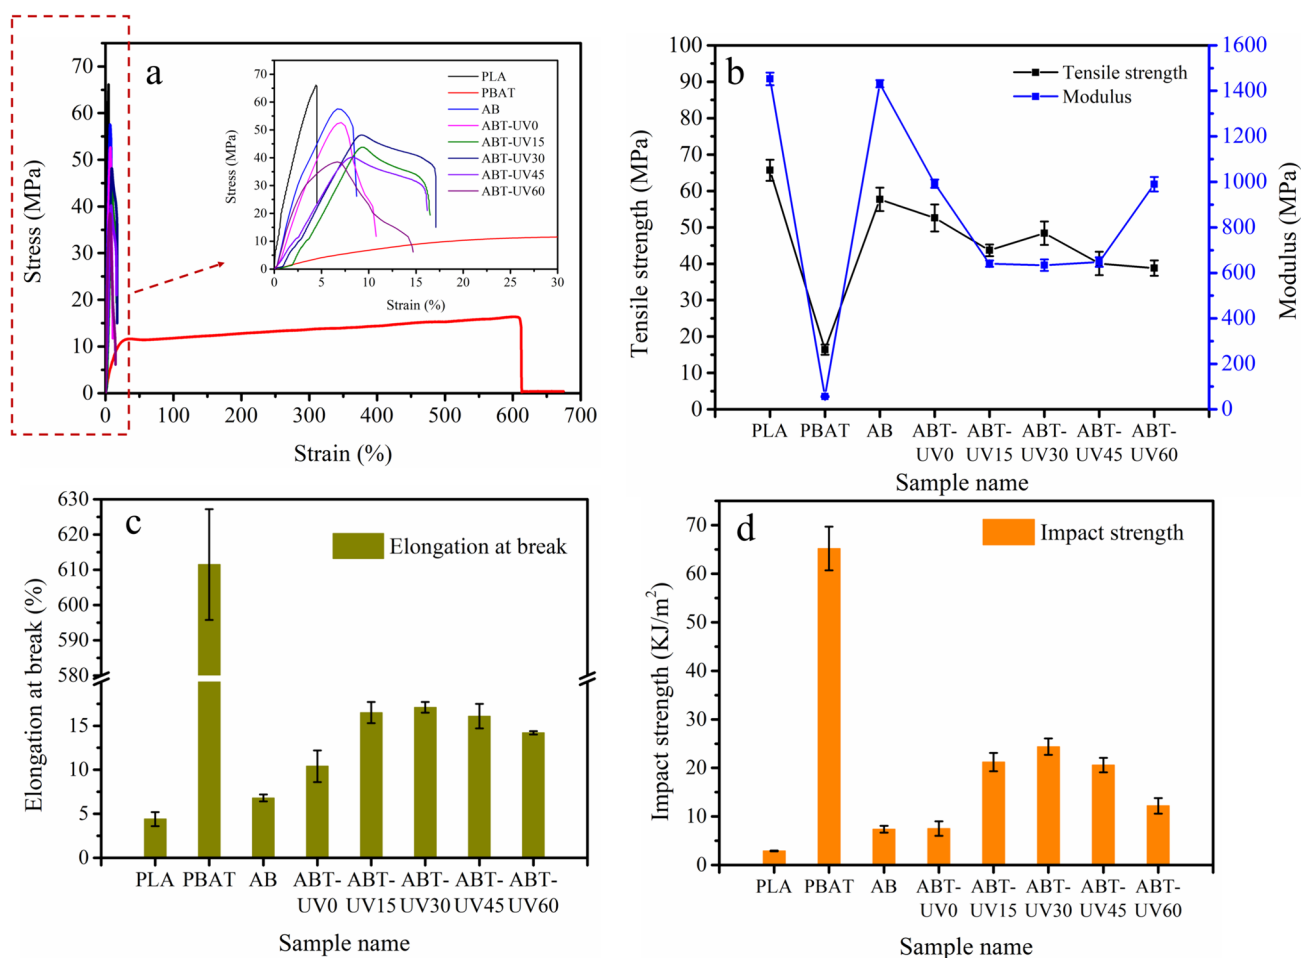 a
Stress (MPa)
70
60
50
40
30
20
10
0
0
100
200
300
400
500
600
700
Strain (%)
75
70
60
50
40
30
20
10
0
Stress (MPa)
0
5
10
15
20
25
30
Strain (%)
PLA
PBAT
AB
ABT-UV0
ABT-UV15
ABT-UV30
ABT-UV45
ABT-UV60
b
Tensile strength (MPa)
100
90
80
70
60
50
40
30
20
10
0
Tensile strength
Modulus
1600
1400
1200
1000
800
600
400
200
0
Modulus (MPa)
PLA
PBAT
AB
ABT-
UV0
ABT-
UV15
ABT-
UV30
ABT-
UV45
ABT-
UV60
Sample name
c
Elongation at break (%)
630
620
610
600
590
580
15
10
5
0
Elongation at break
PLA
PBAT
AB
ABT-
UV0
ABT-
UV15
ABT-
UV30
ABT-
UV45
ABT-
UV60
Sample name
d
Impact strength (KJ/m²)
70
60
50
40
30
20
10
0
Impact strength
PLA
PBAT
AB
ABT-
UV0
ABT-
UV15
ABT-
UV30
ABT-
UV45
ABT-
UV60
Sample name